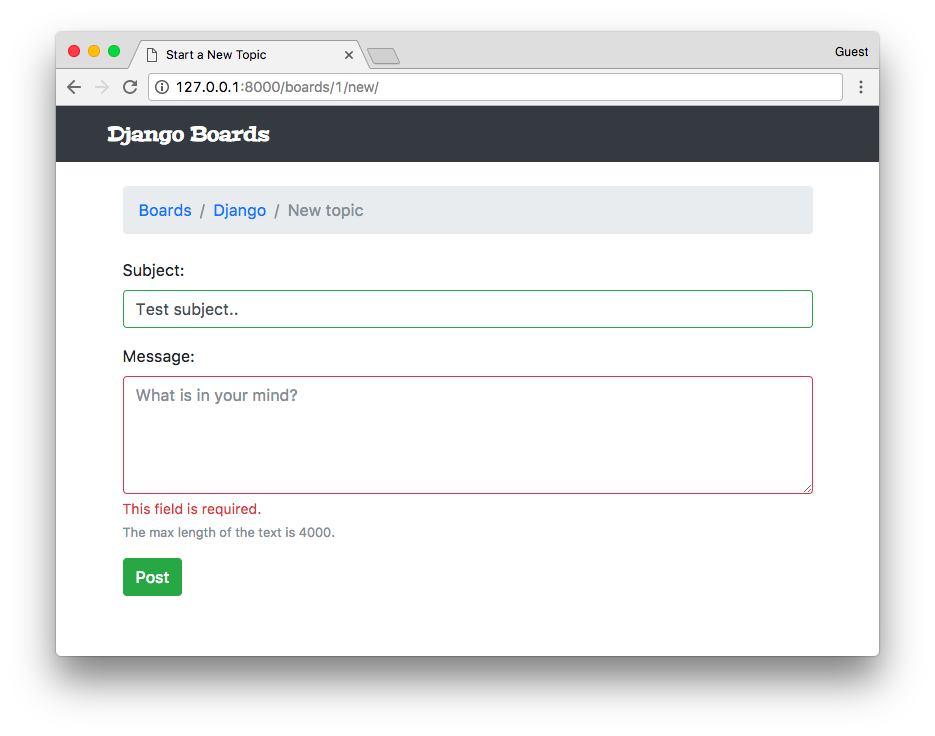 Start a New Topic
Guest
127.0.0.1:8000/boards/1/new/
Django Boards
Boards / Django / New topic
Subject:
Test subject..
Message:
What is in your mind?
This field is required.
The max length of the text is 4000.
Post